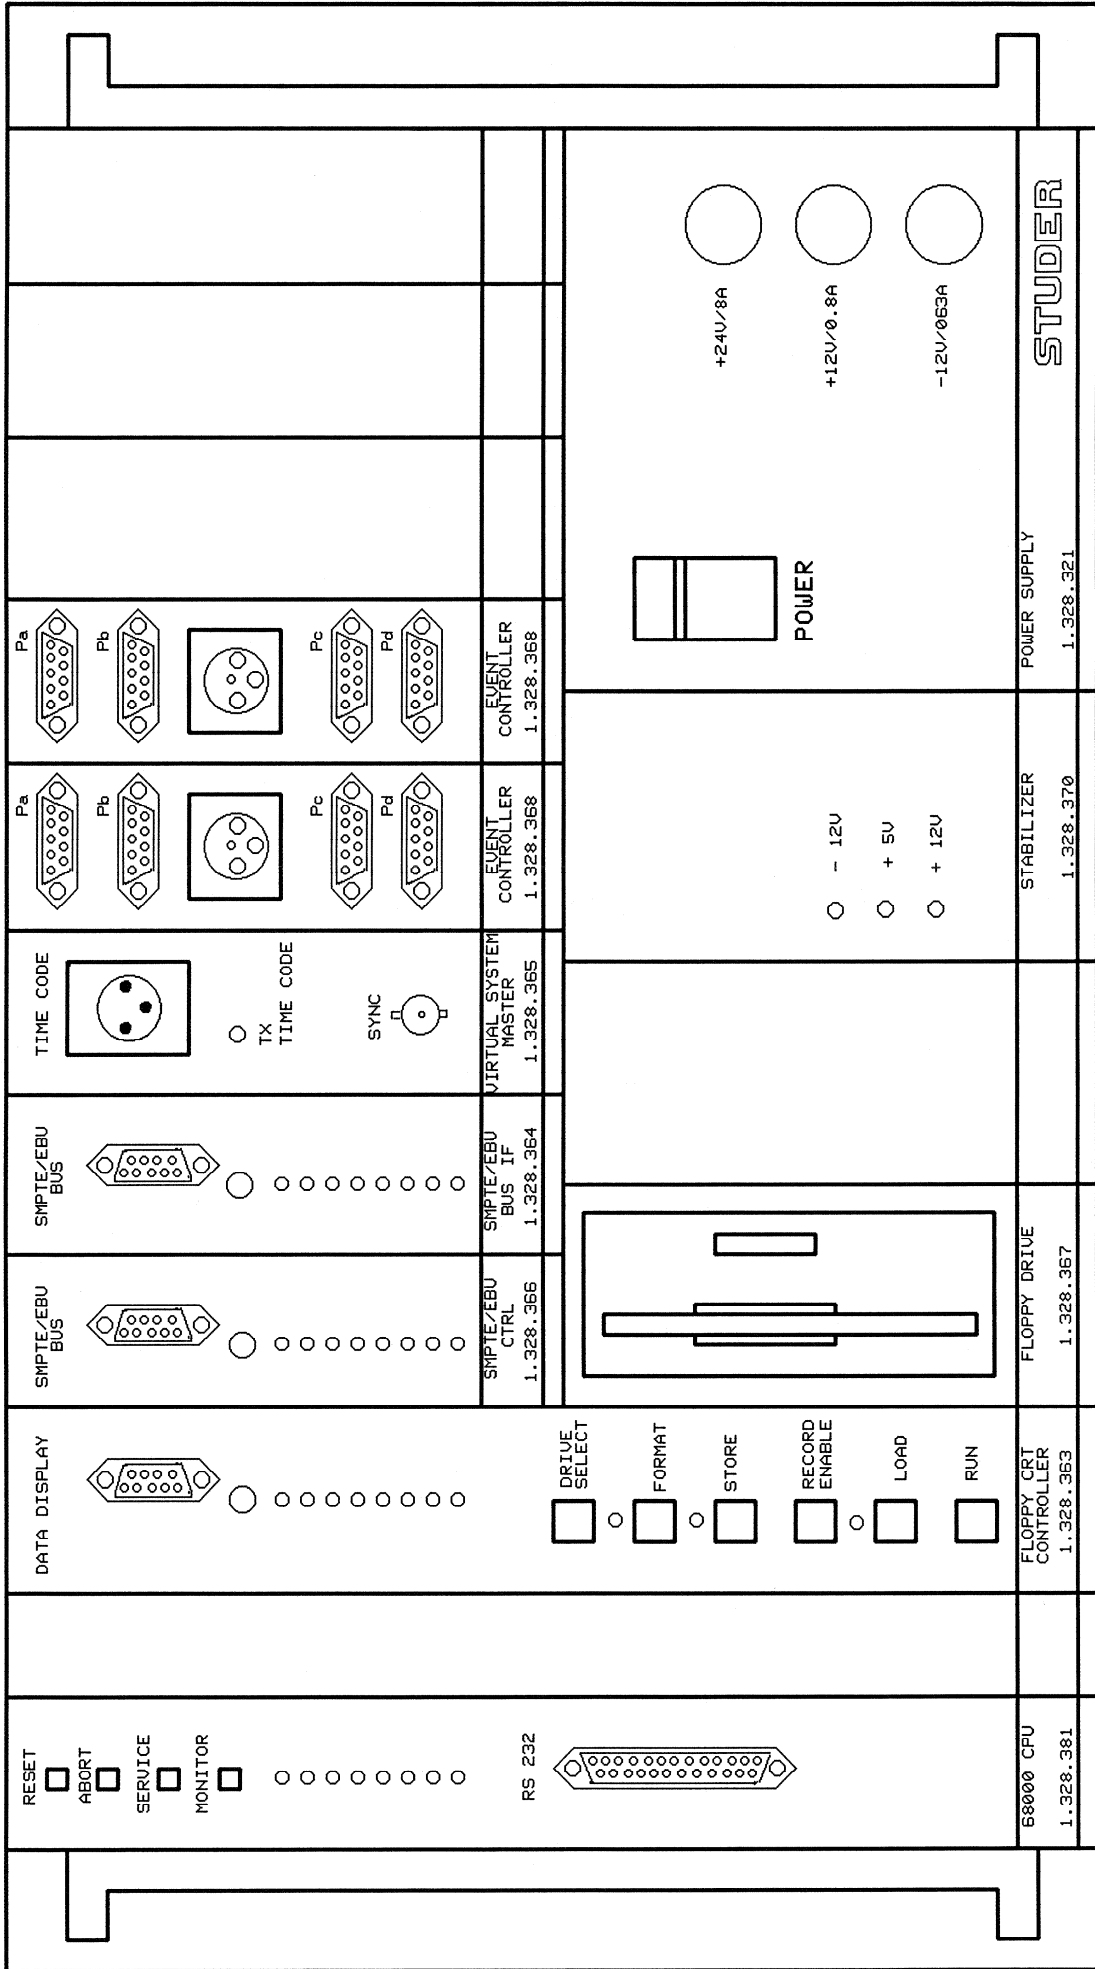 RESET
ABORT
SERVICE
MONITOR
RS 232
68000 CPU
1.328.381
DATA DISPLAY
DRIVE
SELECT
FORMAT
STORE
RECORD
ENABLE
LOAD
RUN
FLOPPY CRT
CONTROLLER
1.328.363
SMPTE/EBU
BUS
SMPTE/EBU
CTRL
1.328.366
SMPTE/EBU
BUS
SMPTE/EBU
BUS IF
1.328.364
TIME CODE
TX
TIME CODE
SYNC
VIRTUAL SYSTEM
MASTER
1.328.365
Pa
Pb
Pc
Pd
EVENT
CONTROLLER
1.328.368
Pa
Pb
Pc
Pd
EVENT
CONTROLLER
1.328.368
FLOPPY DRIVE
1.328.367
- 12V
+ 5V
+ 12V
STABILIZER
1.328.370
POWER
+24V/8A
+12V/0.8A
-12V/063A
POWER SUPPLY
1.328.321
STUDER